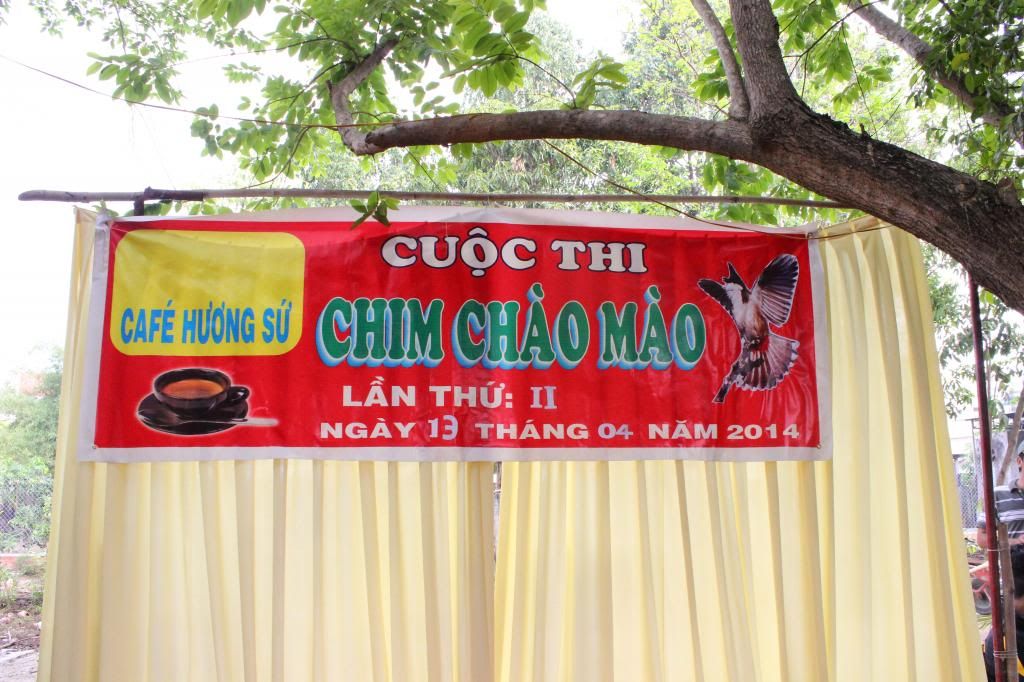 CUỘC THI
CAFÉ HƯƠNG SỨ
CHIM CHÀO MÀO
LẦN THỨ: II
NGÀY 13 THÁNG 04 NĂM 2014